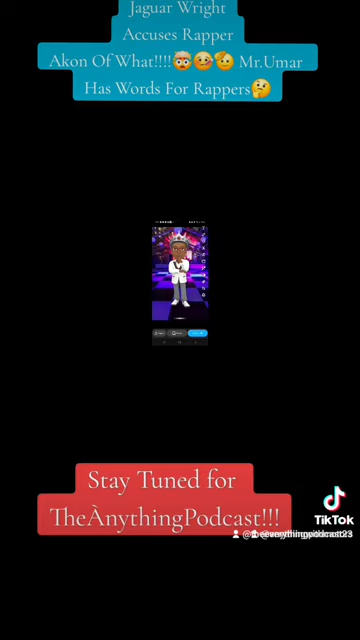 Jaguar Wright
Accuses Rapper
Akon Of What!!!!🤯🥴🤕 Mr.Umar
Has Words For Rappers🤔
Stay Tuned for
TheÀnythingPodcast!!!
TikTok